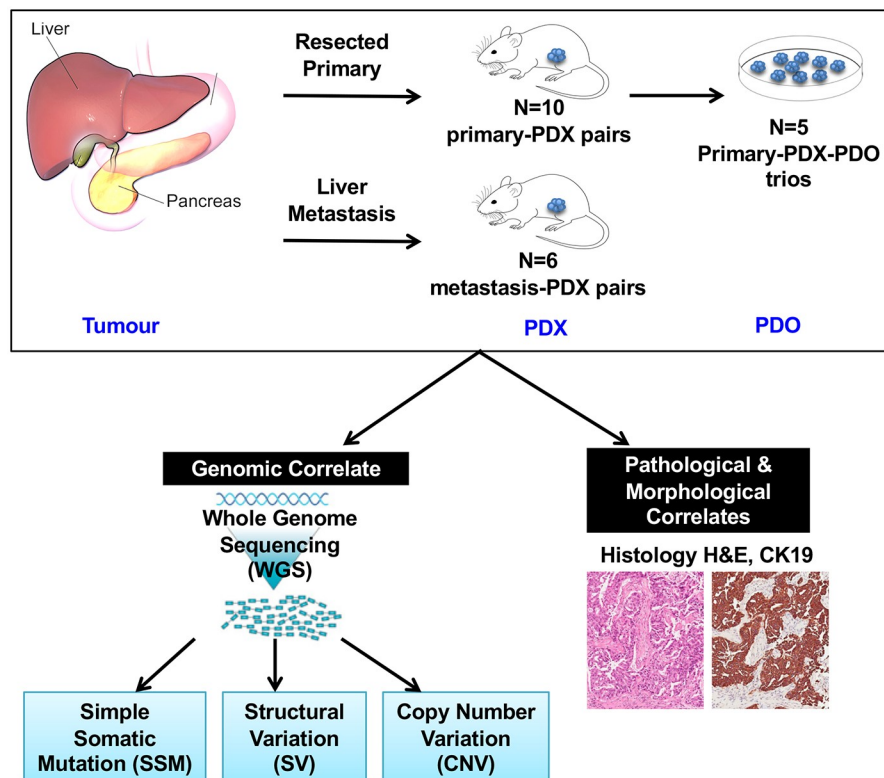 Liver
Pancreas
Resected
Primary
Liver
Metastasis
N=10
primary-PDX pairs
N=6
metastasis-PDX pairs
N=5
Primary-PDX-PDO
trios
Tumour
PDX
PDO
Genomic Correlate
Whole Genome
Sequencing
(WGS)
Simple
Somatic
Mutation (SSM)
Structural
Variation
(SV)
Copy Number
Variation
(CNV)
Pathological &
Morphological
Correlates
Histology H&E, CK19